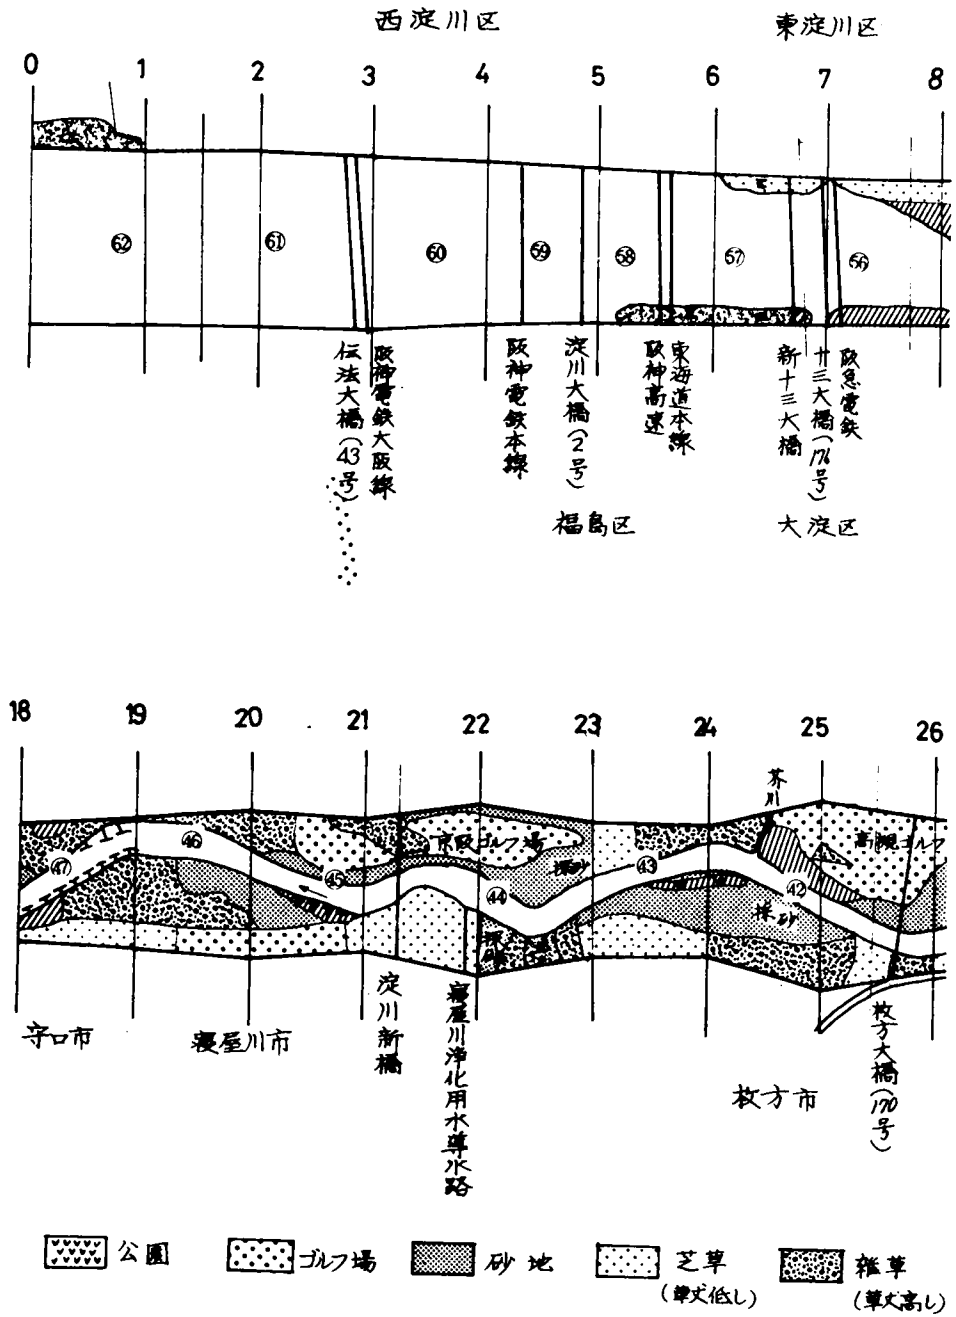 西淀川区
東淀川区
0 1 2 3 4 5 6 7 8
62 61 60 59 58 57 56
伝法大橋(43号)
阪神電鉄大阪線
阪神電鉄本線
淀川大橋(2号)
阪神高速
東海道本線
新十三大橋
十三大橋(176号)
阪急電鉄
福島区
大淀区
18 19 20 21 22 23 24 25 26
芥川
京阪ゴルフ場
高槻ゴルフ
採砂
47 46 45 44 43 42
採砂
採砂
淀川新橋
寝屋川浄化用水導水路
枚方大橋(170号)
守口市
寝屋川市
枚方市
公園
ゴルフ場
砂地
芝草
(草丈低し)
雑草
(草丈高し)